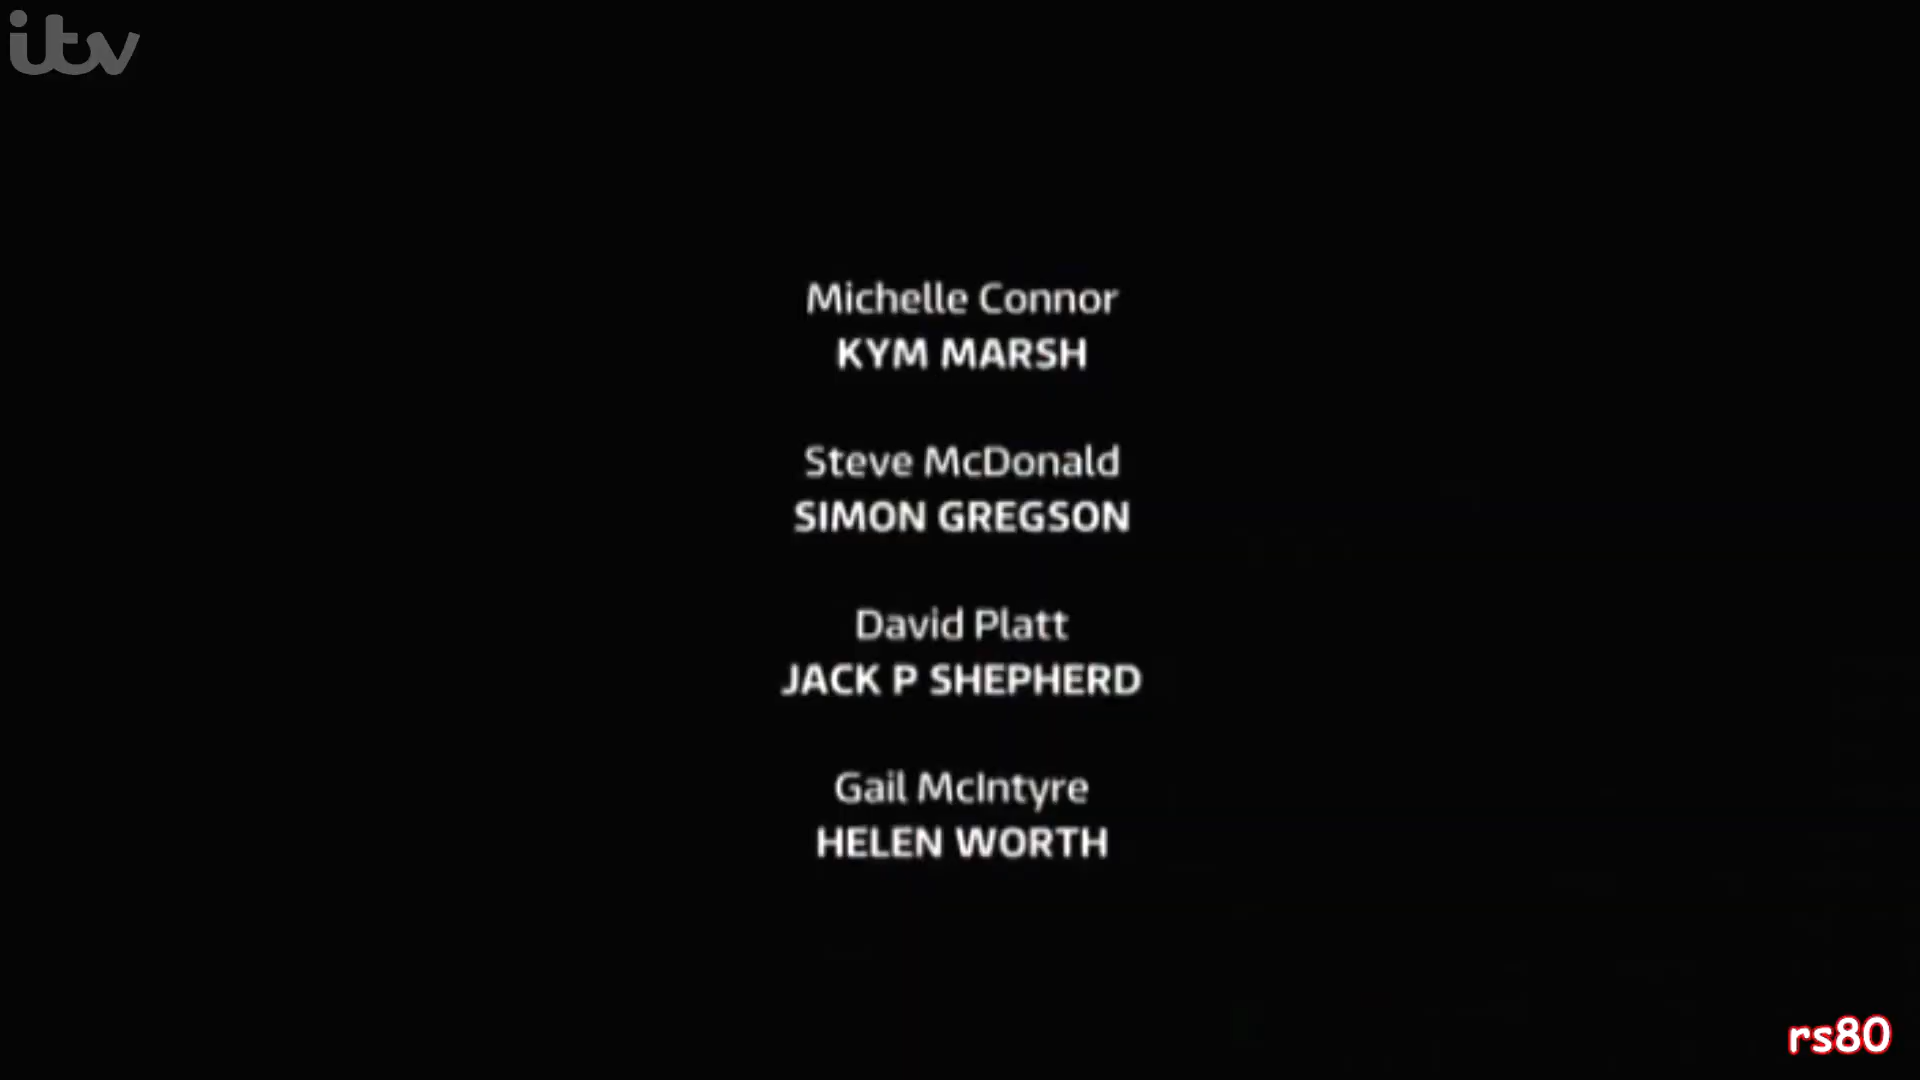 itv
Michelle Connor
KYM MARSH
Steve McDonald
SIMON GREGSON
David Platt
JACK P SHEPHERD
Gail McIntyre
HELEN WORTH
rs80